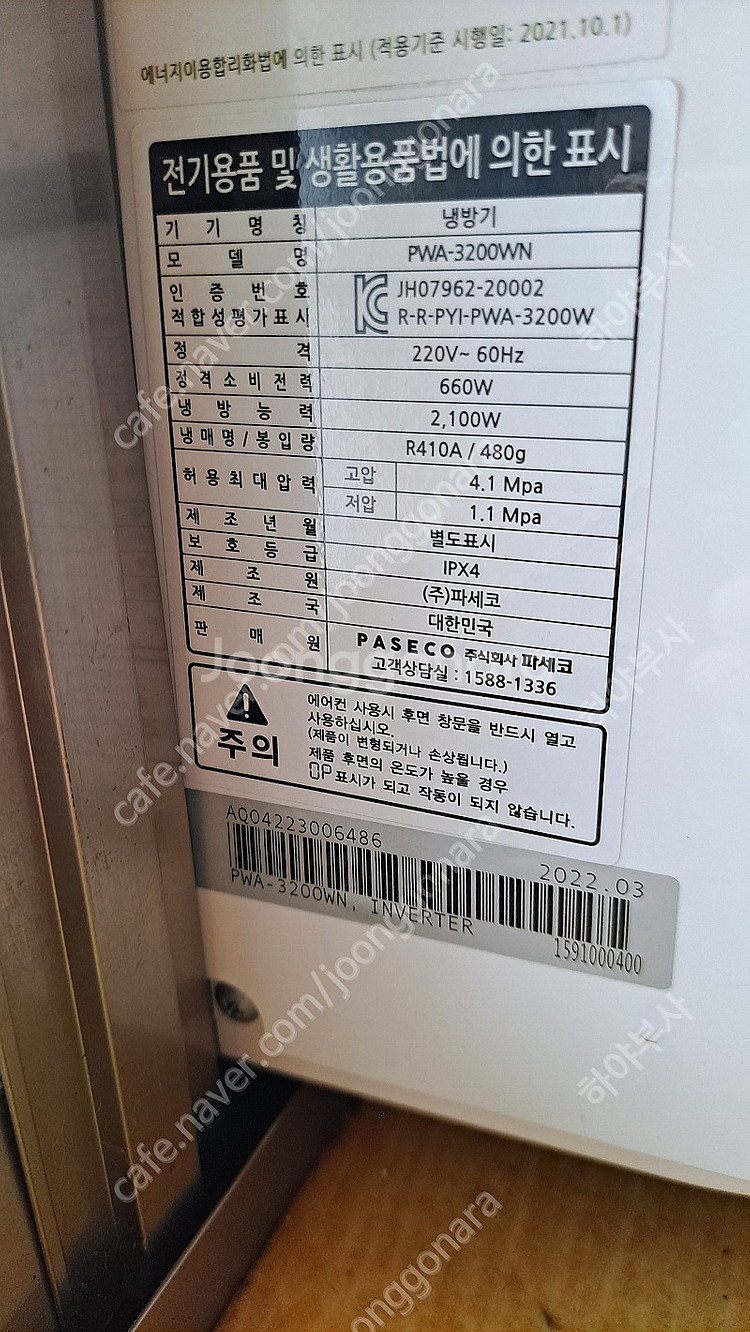 에너지이용합리화법에 의한 표시 (적용기준 시행일: 2021.10.1)
전기용품 및 생활용품법에 의한 표시
기 기 명 칭 냉방기
모 델 명 PWA-3200WN
인 증 번 호 JH07962-20002
적합성평가표시 R-R-PYI-PWA-3200W
정 격 220V~ 60Hz
정격소비전력 660W
냉 방 능 력 2,100W
냉매명/봉입량 R410A / 480g
허용최대압력 고압 4.1 Mpa
저압 1.1 Mpa
제 조 년 월 별도표시
보 호 등 급 IPX4
제 조 원 (주)파세코
제 조 국 대한민국
판 매 원 PASECO 주식회사 파세코
고객상담실 : 1588-1336
주의
에어컨 사용시 후면 창문을 반드시 열고
사용하십시오.
(제품이 변형되거나 손상됩니다.)
제품 후면의 온도가 높을 경우
OP 표시가 되고 작동이 되지 않습니다.
AQ04223006486
2022.03
PWA-3200WN, INVERTER
1591000400
cafe.naver.com/joonggonara
Joonggonara
하야부사